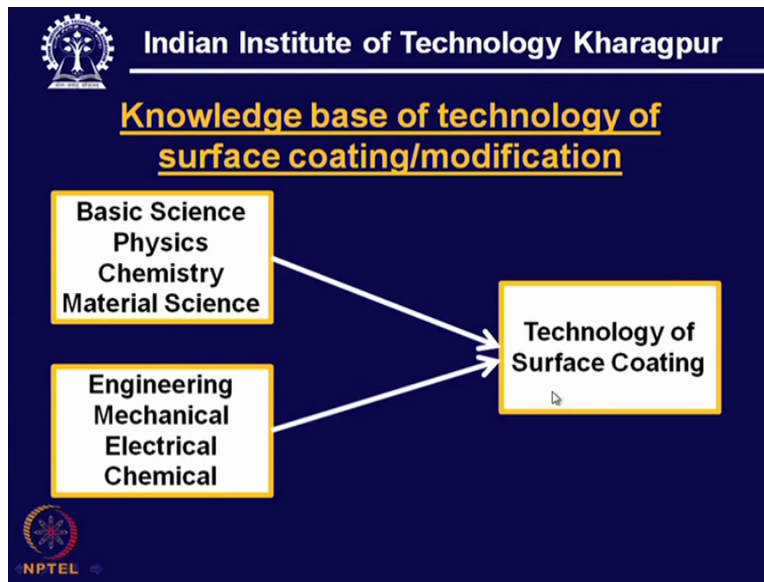 Indian Institute of Technology Kharagpur
Knowledge base of technology of
surface coating/modification
Basic Science
Physics
Chemistry
Material Science
Engineering
Mechanical
Electrical
Chemical
Technology of
Surface Coating
NPTEL